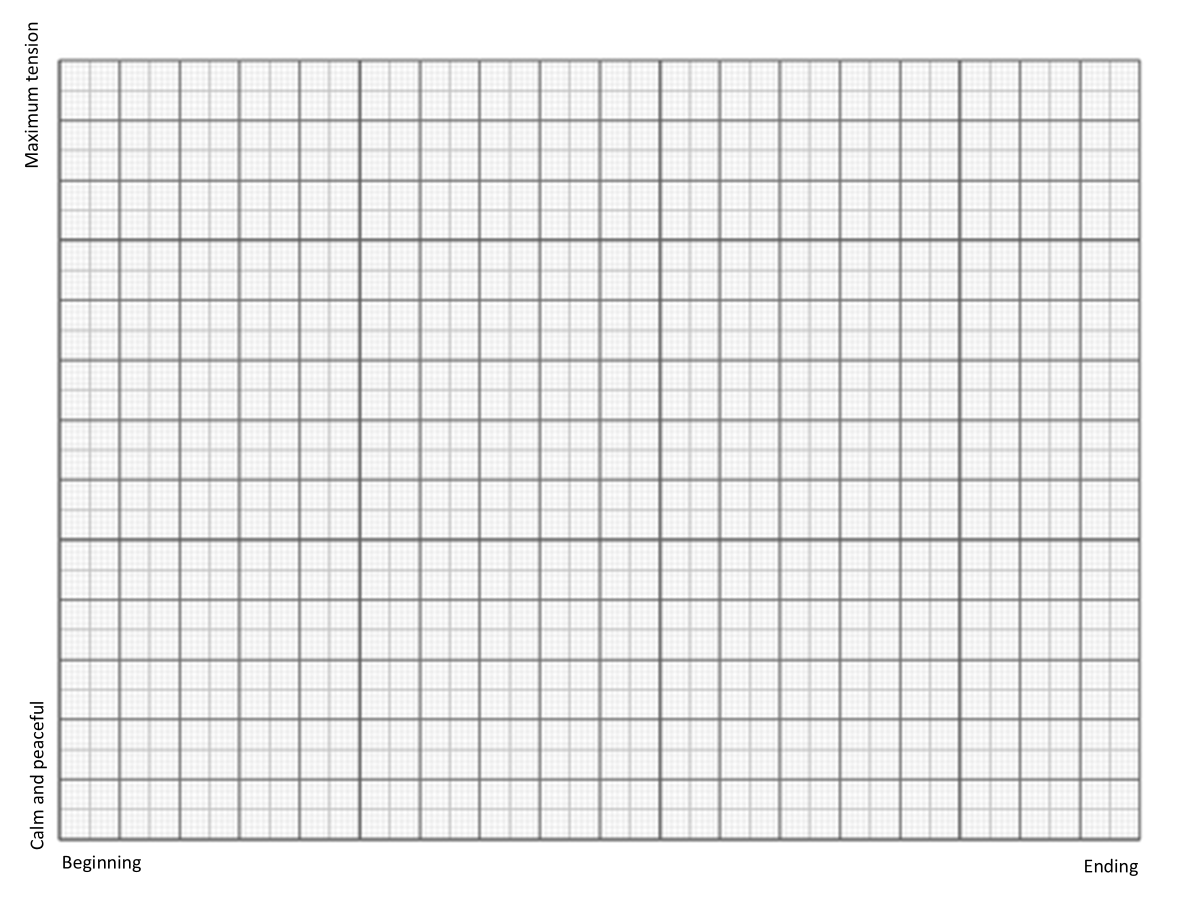 Maximum tension
Calm and peaceful
Beginning
Ending